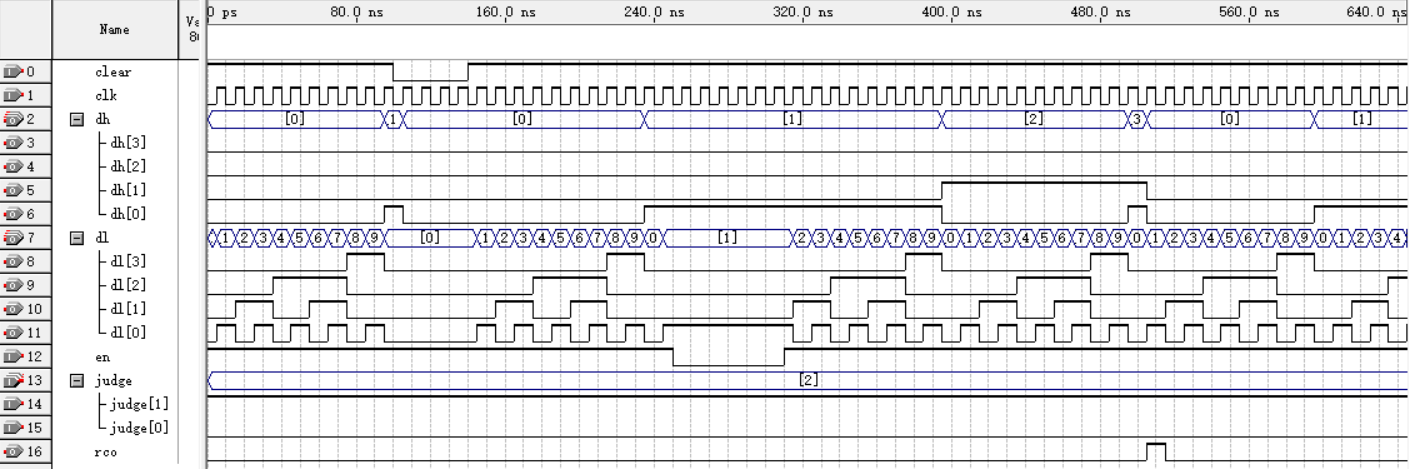 Name
0 ps 80.0 ns 160.0 ns 240.0 ns 320.0 ns 400.0 ns 480.0 ns 560.0 ns 640.0 ns
0 clear
1 clk
2 dh [0] 1 [0] [1] [2] 3 [0] [1]
3 dh[3]
4 dh[2]
5 dh[1]
6 dh[0]
7 dl 1 2 3 4 5 6 7 8 9 [0] 1 2 3 4 5 6 7 8 9 0 [1] 2 3 4 5 6 7 8 9 0 1 2 3 4 5 6 7 8 9 0 1 2 3 4 5 6 7 8 9 0 1 2 3 4
8 dl[3]
9 dl[2]
10 dl[1]
11 dl[0]
12 en
13 judge [2]
14 judge[1]
15 judge[0]
16 rco